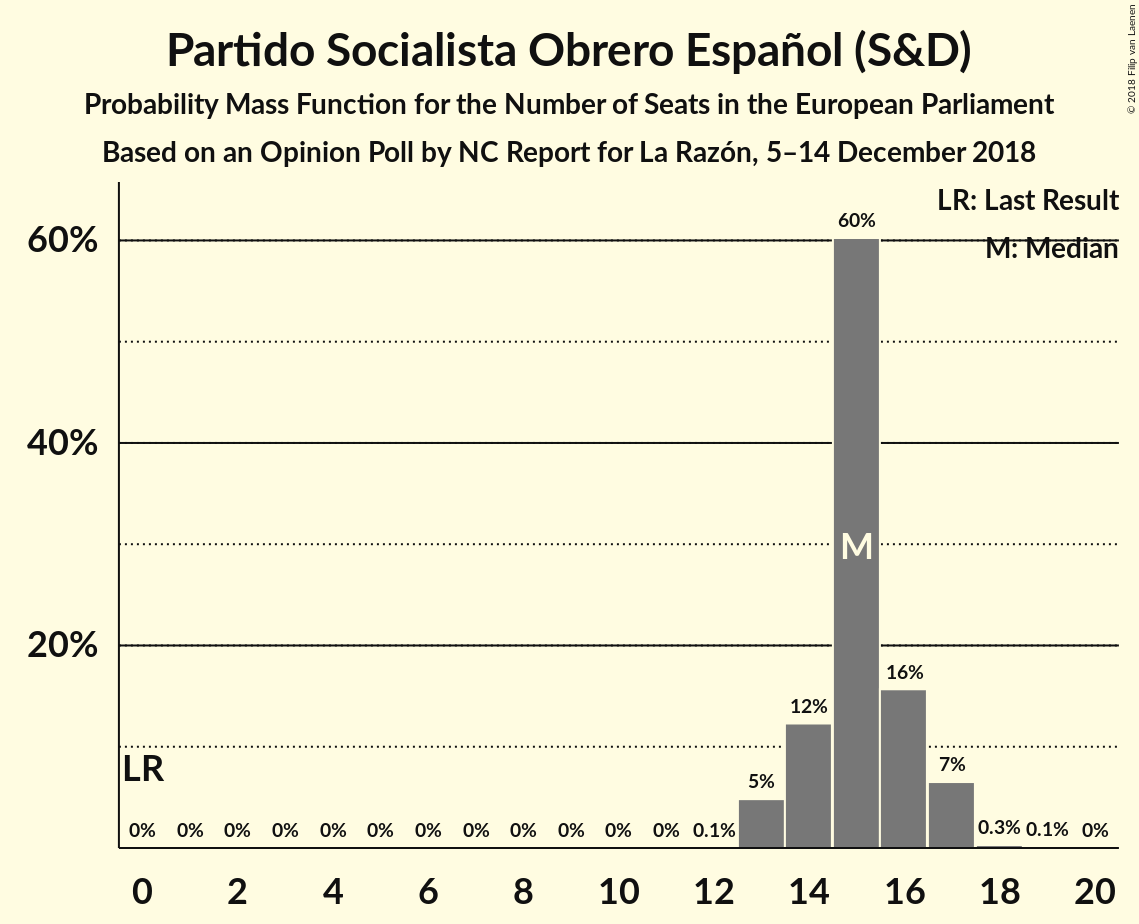 Partido Socialista Obrero Español (S&D)
Probability Mass Function for the Number of Seats in the European Parliament
Based on an Opinion Poll by NC Report for La Razón, 5–14 December 2018
© 2018 Filip van Laenen
LR: Last Result
M: Median
60%
40%
20%
60%
M
16%
12%
7%
5%
LR
0% 0% 0% 0% 0% 0% 0% 0% 0% 0% 0% 0% 0.1% 0.3% 0.1% 0%
0 2 4 6 8 10 12 14 16 18 20